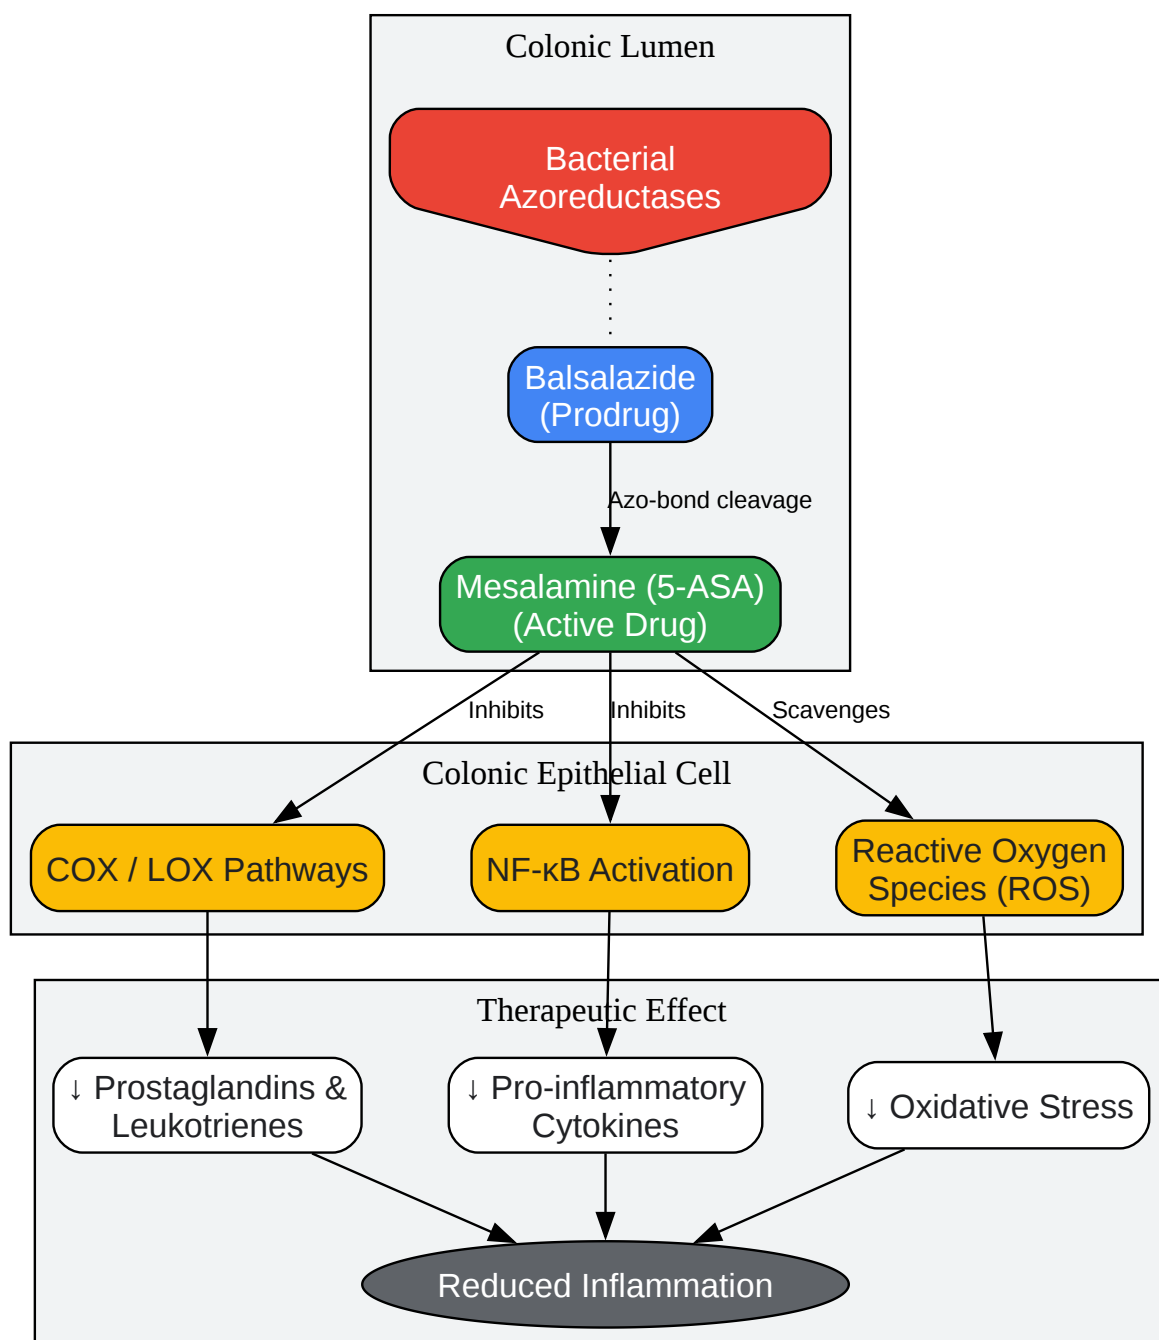 Colonic Lumen
Bacterial
Azoreductases
Balsalazide
(Prodrug)
Azo-bond cleavage
Mesalamine (5-ASA)
(Active Drug)
Inhibits
Inhibits
Scavenges
Colonic Epithelial Cell
COX / LOX Pathways
NF-κB Activation
Reactive Oxygen
Species (ROS)
Therapeutic Effect
↓ Prostaglandins &
Leukotrienes
↓ Pro-inflammatory
Cytokines
↓ Oxidative Stress
Reduced Inflammation